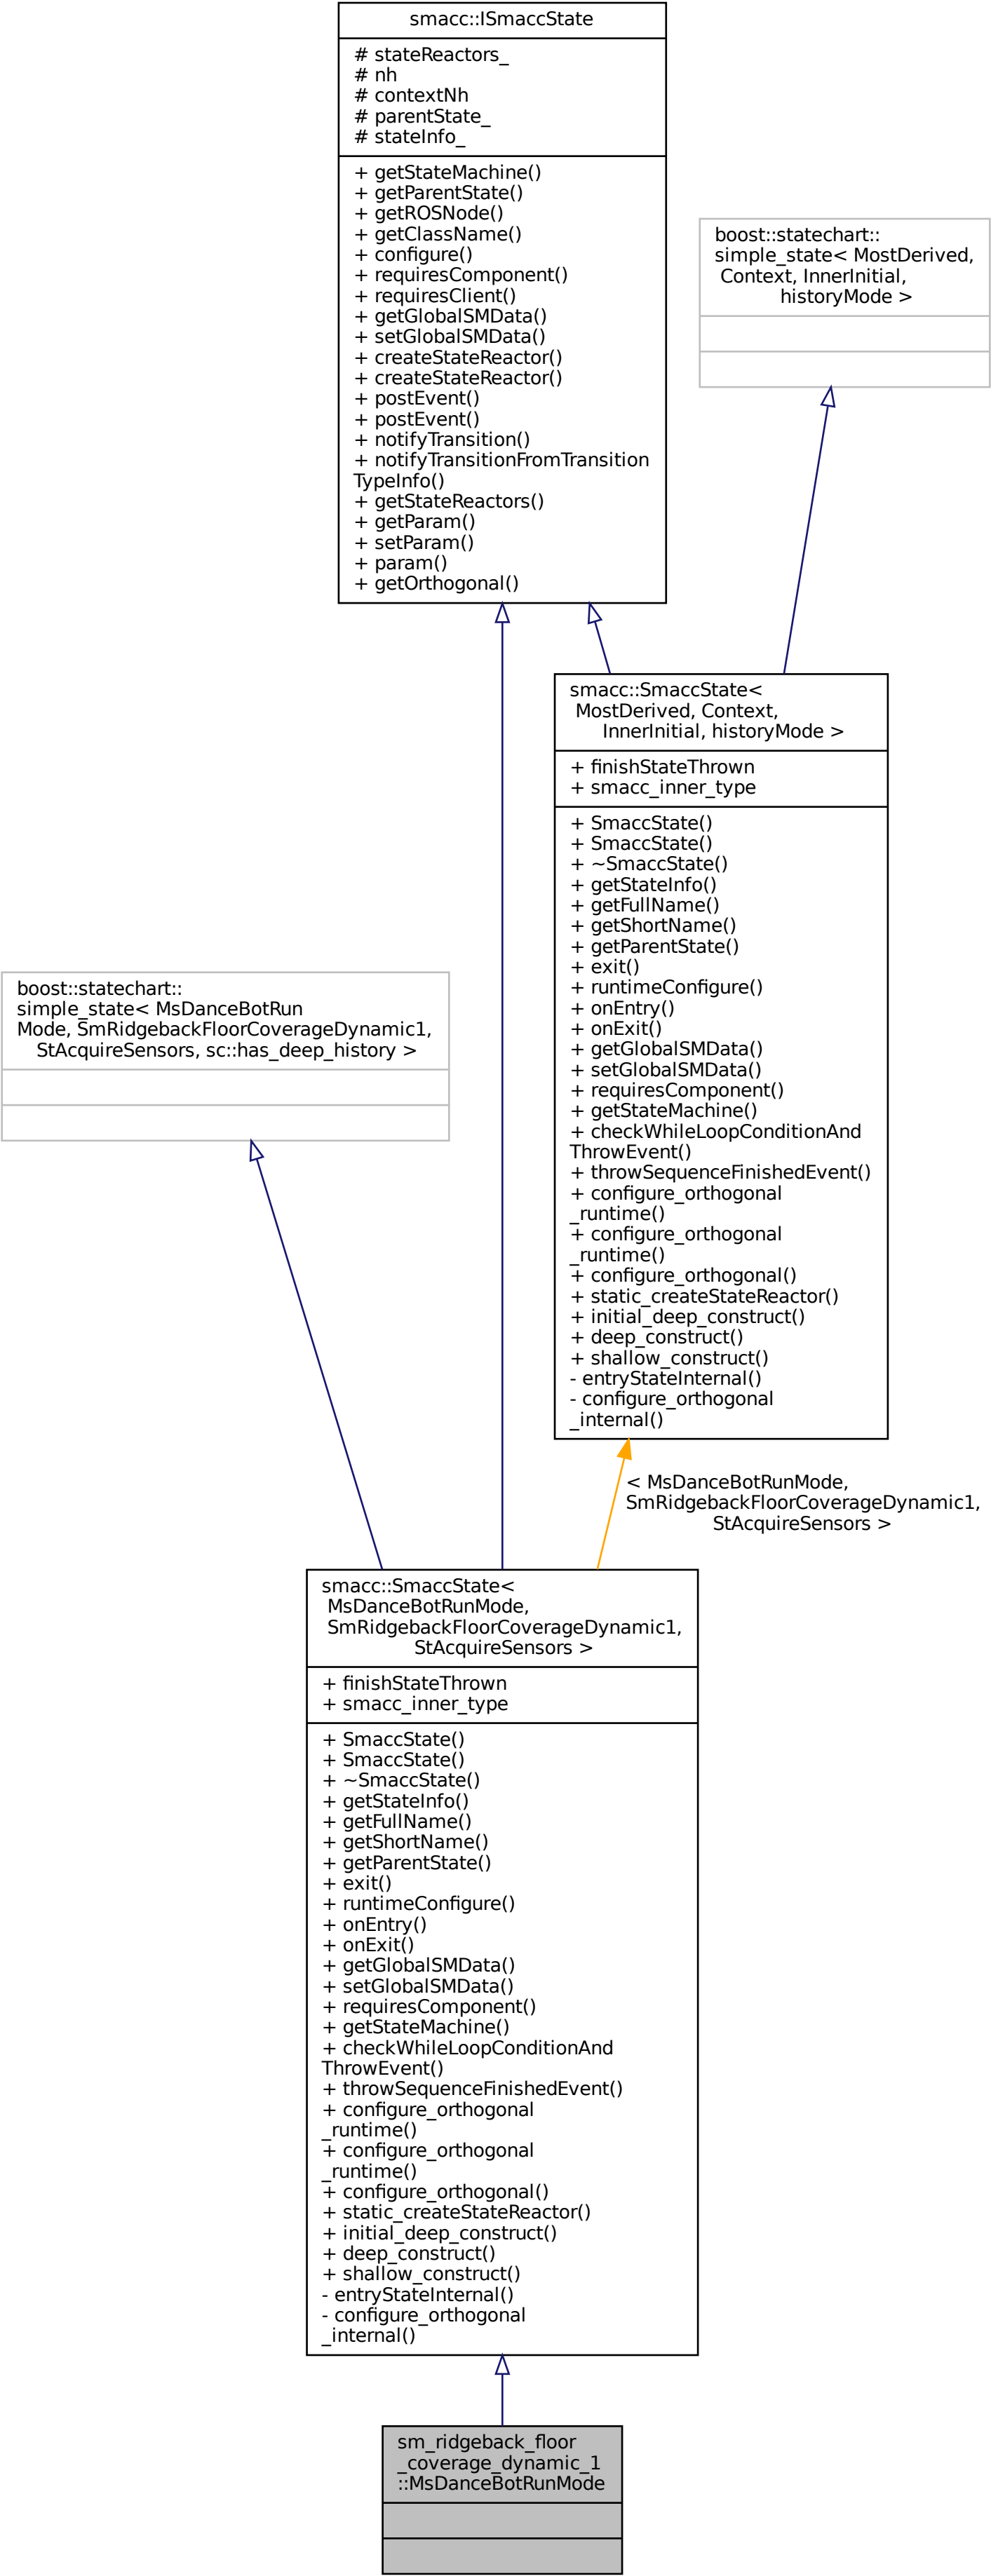 smacc::ISmaccState
# stateReactors_
# nh
# contextNh
# parentState_
# stateInfo_
+ getStateMachine()
+ getParentState()
+ getROSNode()
+ getClassName()
+ configure()
+ requiresComponent()
+ requiresClient()
+ getGlobalSMData()
+ setGlobalSMData()
+ createStateReactor()
+ createStateReactor()
+ postEvent()
+ postEvent()
+ notifyTransition()
+ notifyTransitionFromTransition
TypeInfo()
+ getStateReactors()
+ getParam()
+ setParam()
+ param()
+ getOrthogonal()
boost::statechart::
simple_state< MostDerived,
Context, InnerInitial,
historyMode >
smacc::SmaccState<
MostDerived, Context,
InnerInitial, historyMode >
+ finishStateThrown
+ smacc_inner_type
+ SmaccState()
+ SmaccState()
+ ~SmaccState()
+ getStateInfo()
+ getFullName()
+ getShortName()
+ getParentState()
+ exit()
+ runtimeConfigure()
+ onEntry()
+ onExit()
+ getGlobalSMData()
+ setGlobalSMData()
+ requiresComponent()
+ getStateMachine()
+ checkWhileLoopConditionAnd
ThrowEvent()
+ throwSequenceFinishedEvent()
+ configure_orthogonal
_runtime()
+ configure_orthogonal
_runtime()
+ configure_orthogonal()
+ static_createStateReactor()
+ initial_deep_construct()
+ deep_construct()
+ shallow_construct()
- entryStateInternal()
- configure_orthogonal
_internal()
boost::statechart::
simple_state< MsDanceBotRun
Mode, SmRidgebackFloorCoverageDynamic1,
StAcquireSensors, sc::has_deep_history >
< MsDanceBotRunMode,
SmRidgebackFloorCoverageDynamic1,
StAcquireSensors >
smacc::SmaccState<
MsDanceBotRunMode,
SmRidgebackFloorCoverageDynamic1,
StAcquireSensors >
+ finishStateThrown
+ smacc_inner_type
+ SmaccState()
+ SmaccState()
+ ~SmaccState()
+ getStateInfo()
+ getFullName()
+ getShortName()
+ getParentState()
+ exit()
+ runtimeConfigure()
+ onEntry()
+ onExit()
+ getGlobalSMData()
+ setGlobalSMData()
+ requiresComponent()
+ getStateMachine()
+ checkWhileLoopConditionAnd
ThrowEvent()
+ throwSequenceFinishedEvent()
+ configure_orthogonal
_runtime()
+ configure_orthogonal
_runtime()
+ configure_orthogonal()
+ static_createStateReactor()
+ initial_deep_construct()
+ deep_construct()
+ shallow_construct()
- entryStateInternal()
- configure_orthogonal
_internal()
sm_ridgeback_floor
_coverage_dynamic_1
::MsDanceBotRunMode